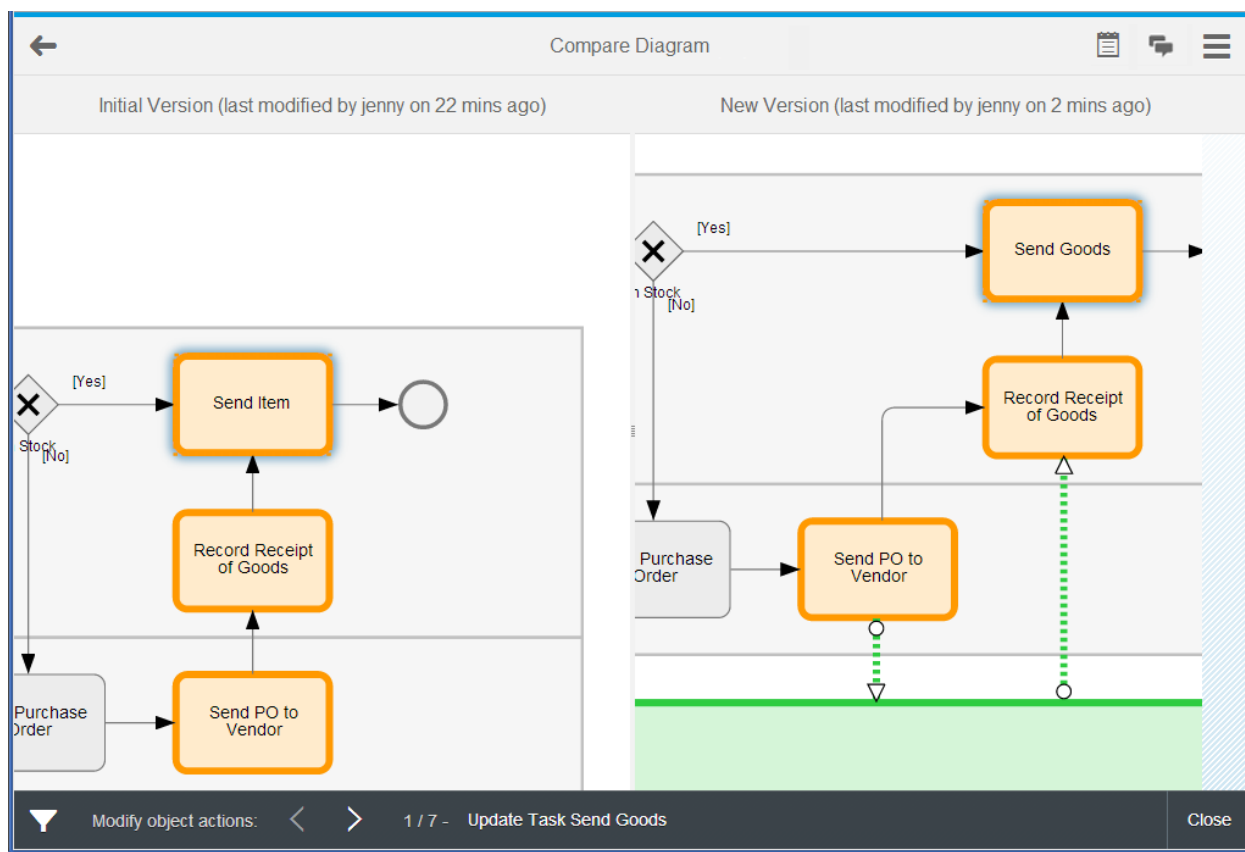 Compare Diagram
Initial Version (last modified by jenny on 22 mins ago)
New Version (last modified by jenny on 2 mins ago)
[Yes]
Send Item
Stock
[No]
Record Receipt
of Goods
Purchase
Order
Send PO to
Vendor
[Yes]
Send Goods
n Stock
[No]
Record Receipt
of Goods
Purchase
Order
Send PO to
Vendor
Modify object actions:
1 / 7 - Update Task Send Goods
Close